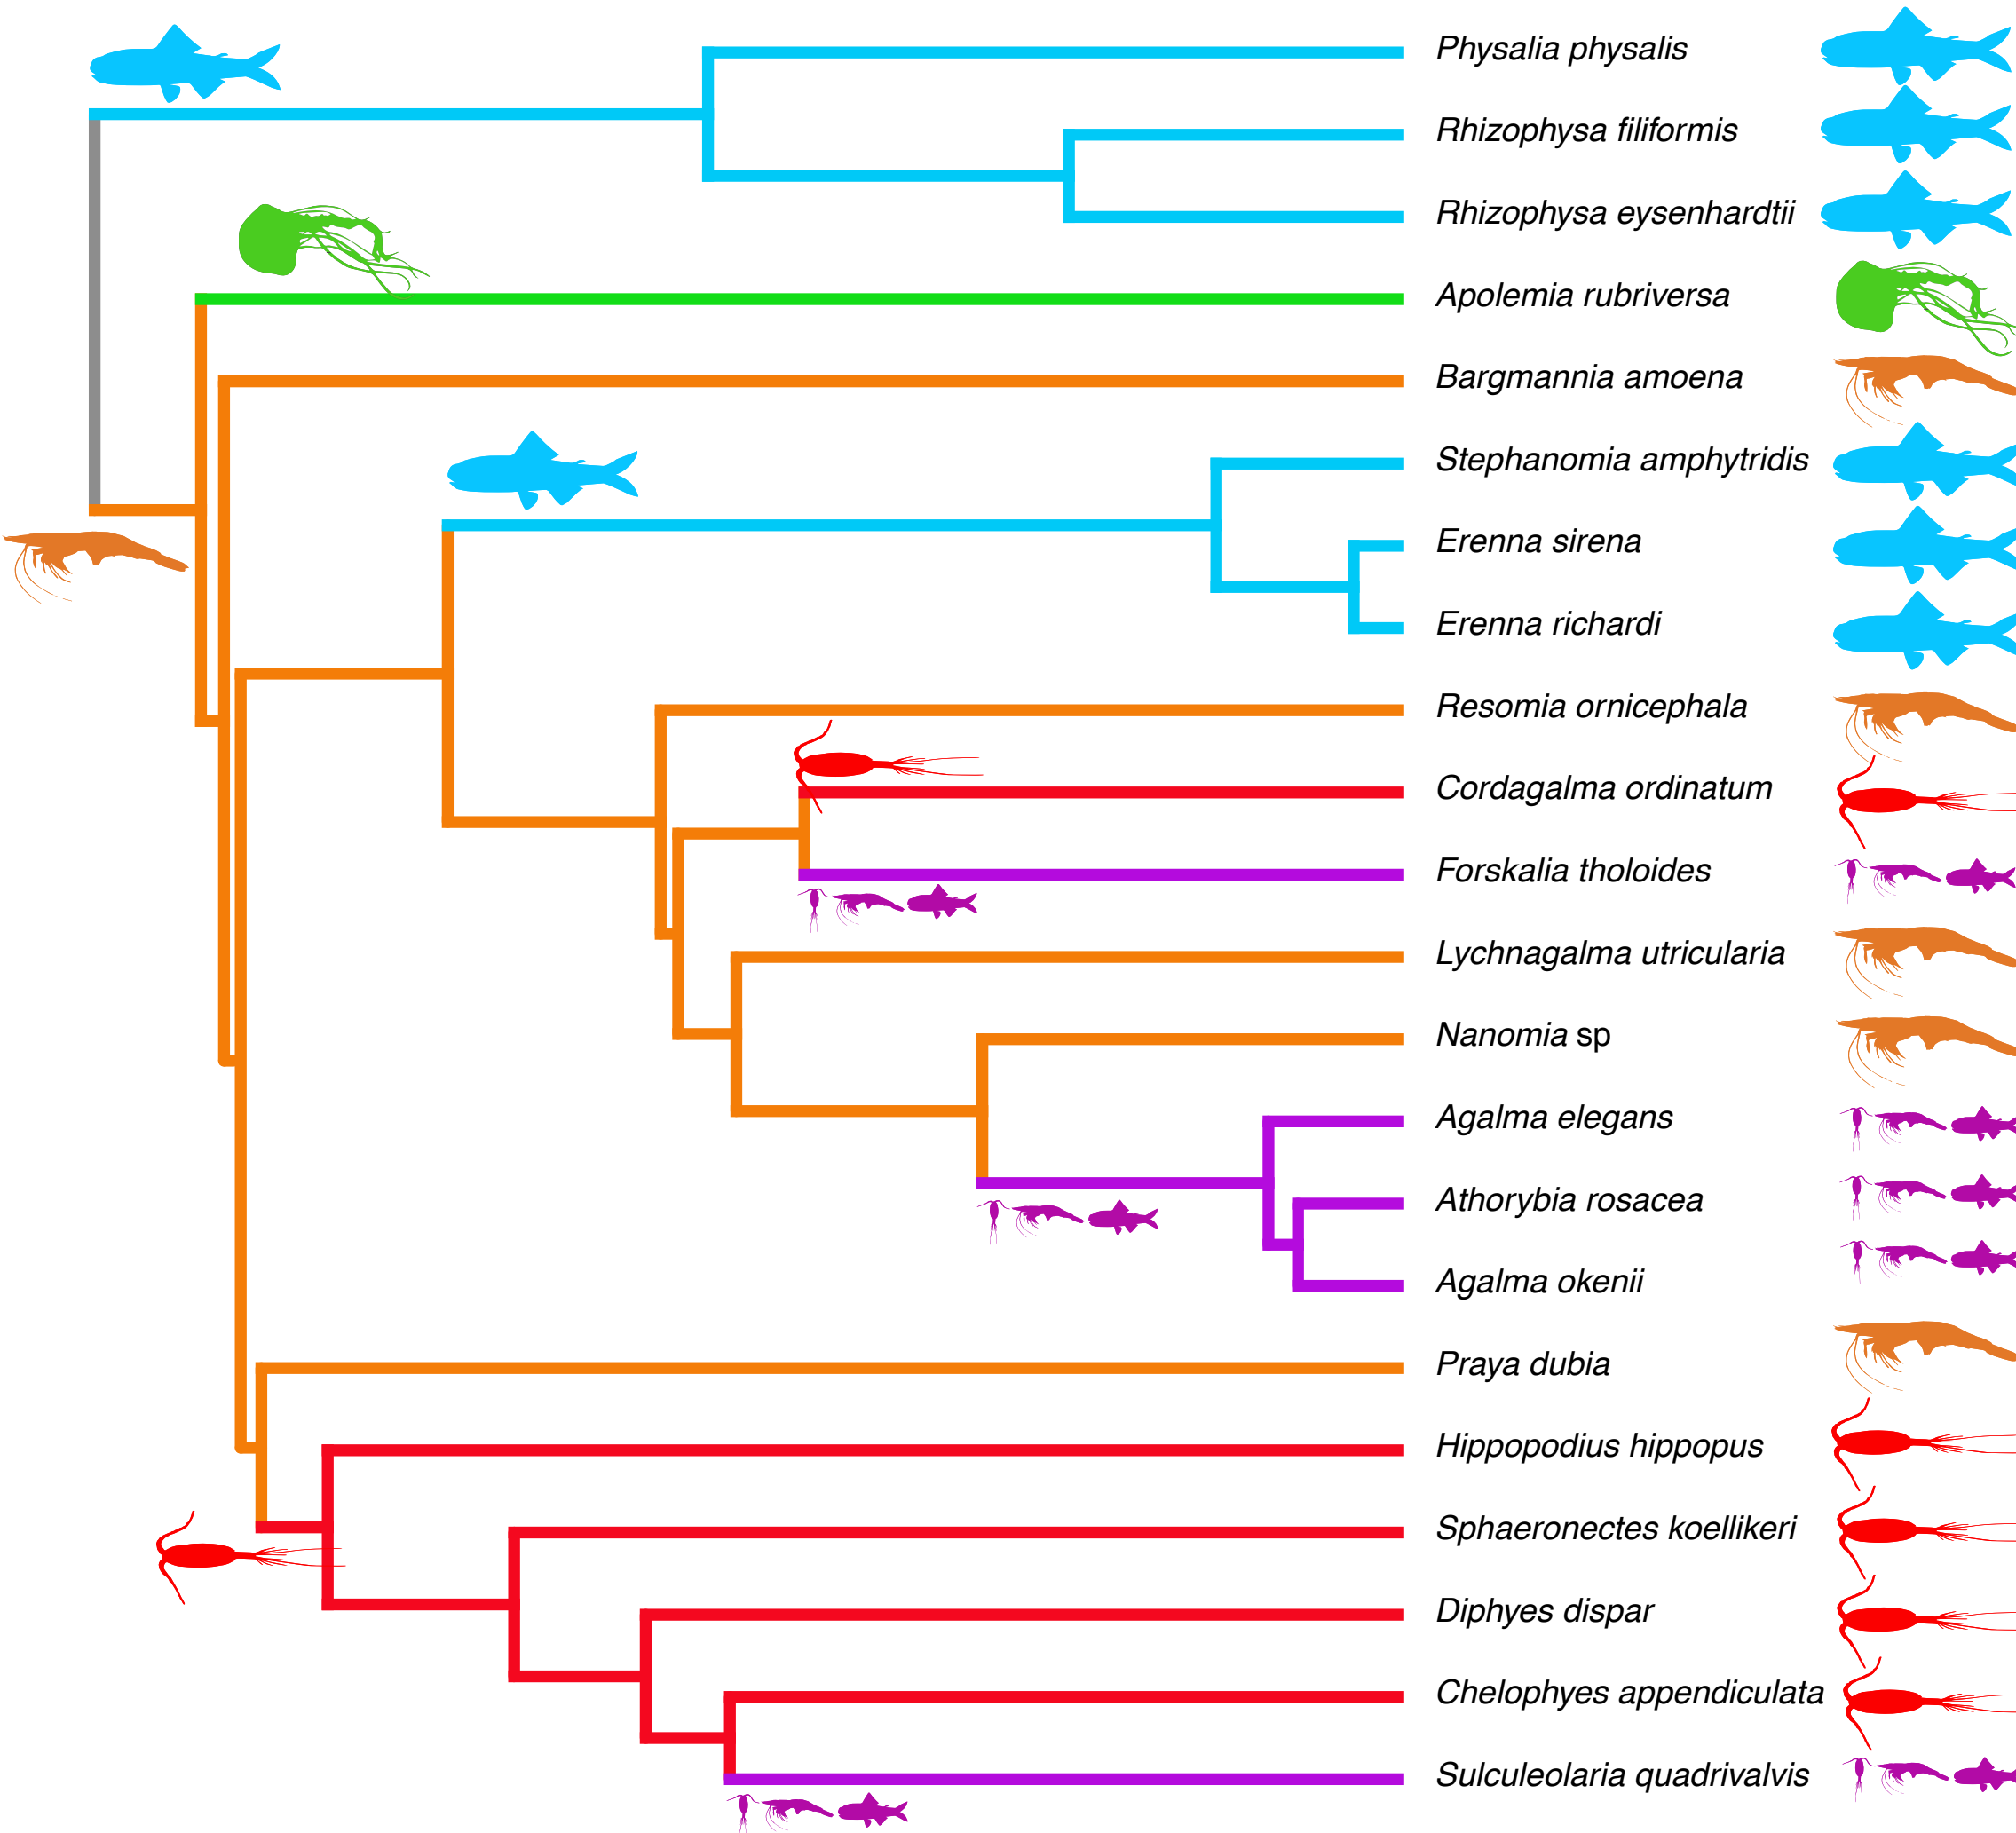 Physalia physalis
Rhizophysa filiformis
Rhizophysa eysenhardtii
Apolemia rubriversa
Bargmannia amoena
Stephanomia amphytridis
Erenna sirena
Erenna richardi
Resomia ornicephala
Cordagalma ordinatum
Forskalia tholoides
Lychnagalma utricularia
Nanomia sp
Agalma elegans
Athorybia rosacea
Agalma okenii
Praya dubia
Hippopodius hippopus
Sphaeronectes koellikeri
Diphyes dispar
Chelophyes appendiculata
Sulculeolaria quadrivalvis